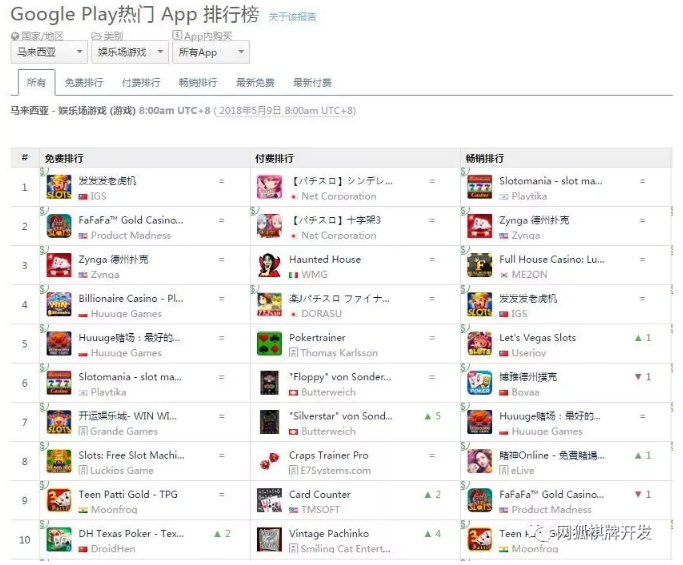 Google Play热门 App 排行榜 关于该报告
国家/地区 类别 App内购买
马来西亚 娱乐场游戏 所有App
所有 免费排行 付费排行 畅销排行 最新免费 最新付费
马来西亚 - 娱乐场游戏 (游戏) 8:00am UTC+8 ( 2018年5月9日 8:00am UTC+8)
# 免费排行 付费排行 畅销排行
1 发发发老虎机 = 【パチスロ】シンデレ... = Slotomania - slot ma... =
IGS Net Corporation Playtika
2 FaFaFa™ Gold Casino... = 【パチスロ】十字架3 = Zynga 德州扑克 =
Product Madness Net Corporation Zynga
3 Zynga 德州扑克 = Haunted House = Full House Casino: Lu... =
Zynga WMG ME2ON
4 Billionaire Casino - Pl... = 楽Jパチスロ ファイナ... = 发发发老虎机 =
Huuuge Games DORASU IGS
5 Huuuge赌场：最好的... = Pokertrainer = Let's Vegas Slots ▲ 1
Huuuge Games Thomas Karlsson Userjoy
6 Slotomania - slot ma... = "Floppy" von Sonder... = 博雅德州撲克 ▼ 1
Playtika Butterweich Boyaa
7 开运娱乐城- WIN WI... = "Silverstar" von Sond... ▲ 5 Huuuge赌场：最好的... =
Grande Games Butterweich Huuuge Games
8 Slots: Free Slot Machi... = Craps Trainer Pro = 賭神Online - 免費賭場... ▲ 1
Luckios Game E7Systems.com eLive
9 Teen Patti Gold - TPG = Card Counter ▲ 2 FaFaFa™ Gold Casino... ▼ 1
Moonfrog TMSOFT Product Madness
10 DH Texas Poker - Tex... ▲ 2 Vintage Pachinko ▲ 4 Teen
DroidHen Smiling Cat Entert... Moonfrog
网狐棋牌开发